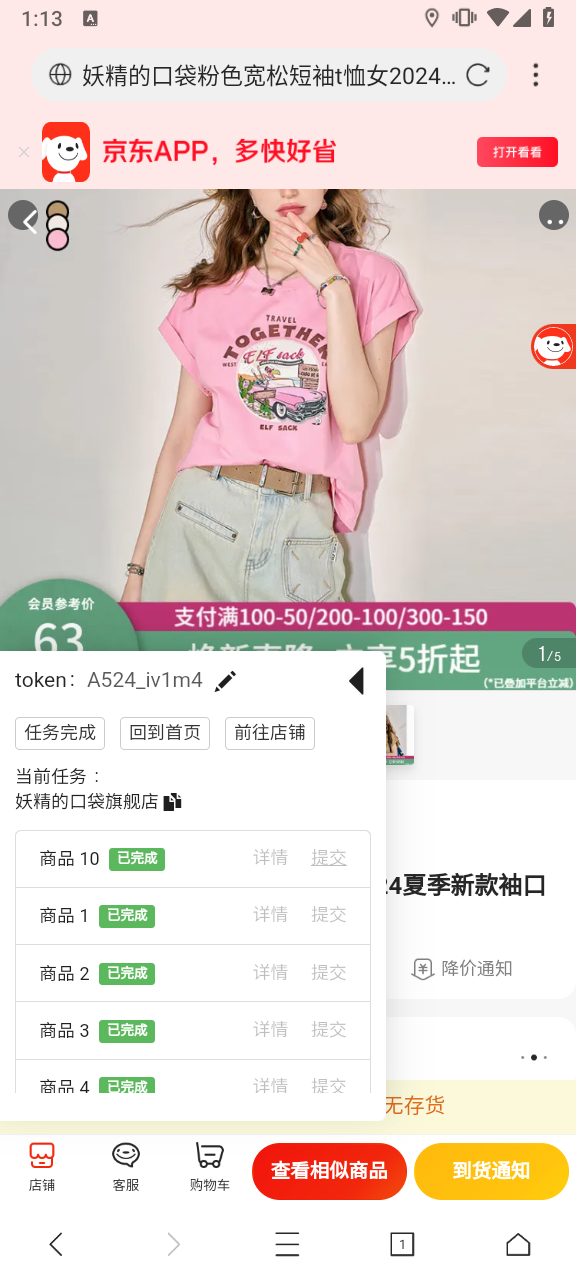 1:13
A
妖精的口袋粉色宽松短袖t恤女2024...
京东APP，多快好省
打开看看
TRAVEL
TOGETHER
ELF sack
ELF SACK
会员参考价
63
支付满100-50/200-100/300-150
享5折起
(*已叠加平台立减)
1/5
token: A524_iv1m4
任务完成
回到首页
前往店铺
当前任务：
妖精的口袋旗舰店
商品 10 已完成 详情 提交
24夏季新款袖口
商品 1 已完成 详情 提交
降价通知
商品 2 已完成 详情 提交
商品 3 已完成 详情 提交
商品 4 已完成 详情 提交
无存货
店铺
客服
购物车
查看相似商品
到货通知
1